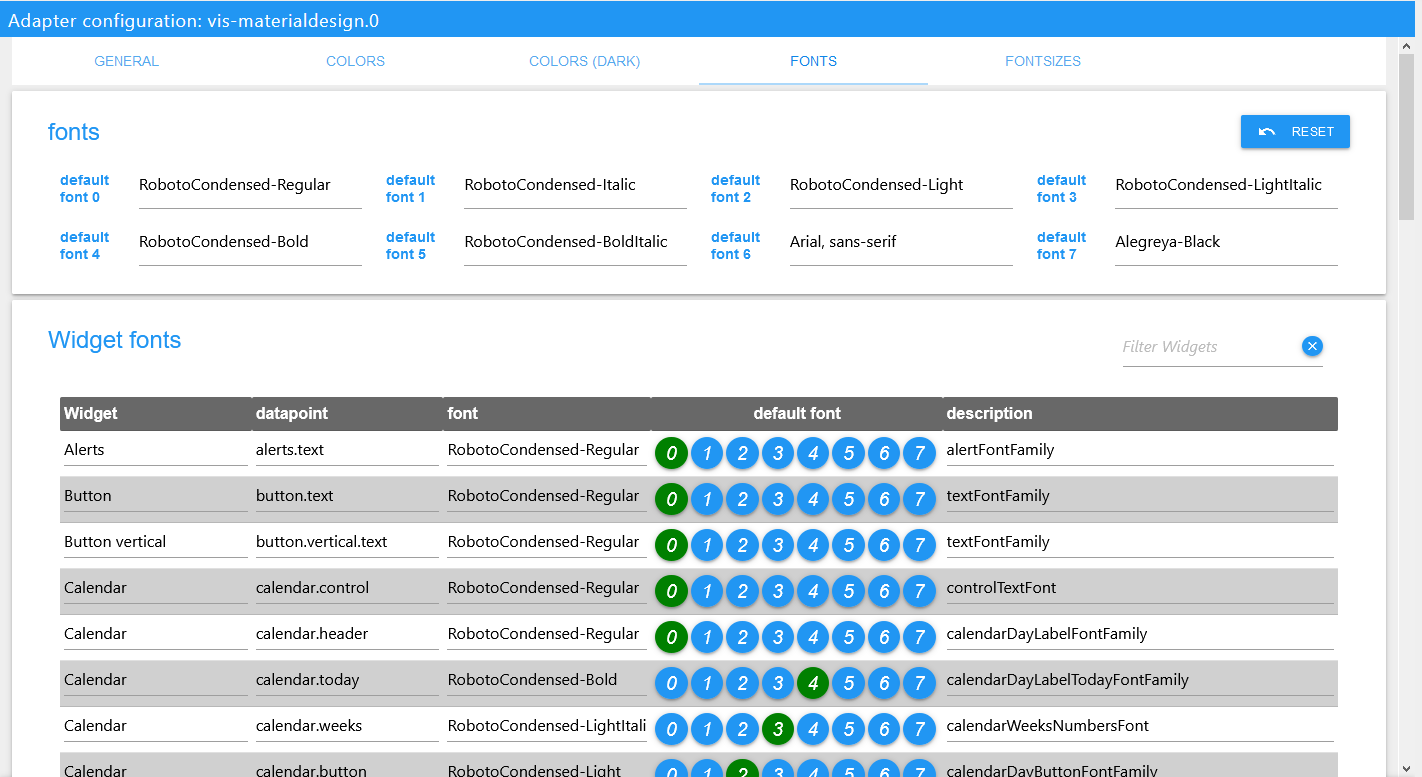 Adapter configuration: vis-materialdesign.0
GENERAL COLORS COLORS (DARK) FONTS FONTSIZES
fonts
RESET
default font 0 RobotoCondensed-Regular default font 1 RobotoCondensed-Italic default font 2 RobotoCondensed-Light default font 3 RobotoCondensed-LightItalic
default font 4 RobotoCondensed-Bold default font 5 RobotoCondensed-BoldItalic default font 6 Arial, sans-serif default font 7 Alegreya-Black
Widget fonts
Filter Widgets
Widget datapoint font default font description
Alerts alerts.text RobotoCondensed-Regular 0 1 2 3 4 5 6 7 alertFontFamily
Button button.text RobotoCondensed-Regular 0 1 2 3 4 5 6 7 textFontFamily
Button vertical button.vertical.text RobotoCondensed-Regular 0 1 2 3 4 5 6 7 textFontFamily
Calendar calendar.control RobotoCondensed-Regular 0 1 2 3 4 5 6 7 controlTextFont
Calendar calendar.header RobotoCondensed-Regular 0 1 2 3 4 5 6 7 calendarDayLabelFontFamily
Calendar calendar.today RobotoCondensed-Bold 0 1 2 3 4 5 6 7 calendarDayLabelTodayFontFamily
Calendar calendar.weeks RobotoCondensed-LightItali 0 1 2 3 4 5 6 7 calendarWeeksNumbersFont
Calendar calendar.button RobotoCondensed-Light 0 1 2 3 4 5 6 7 calendarDayButtonFontFamily